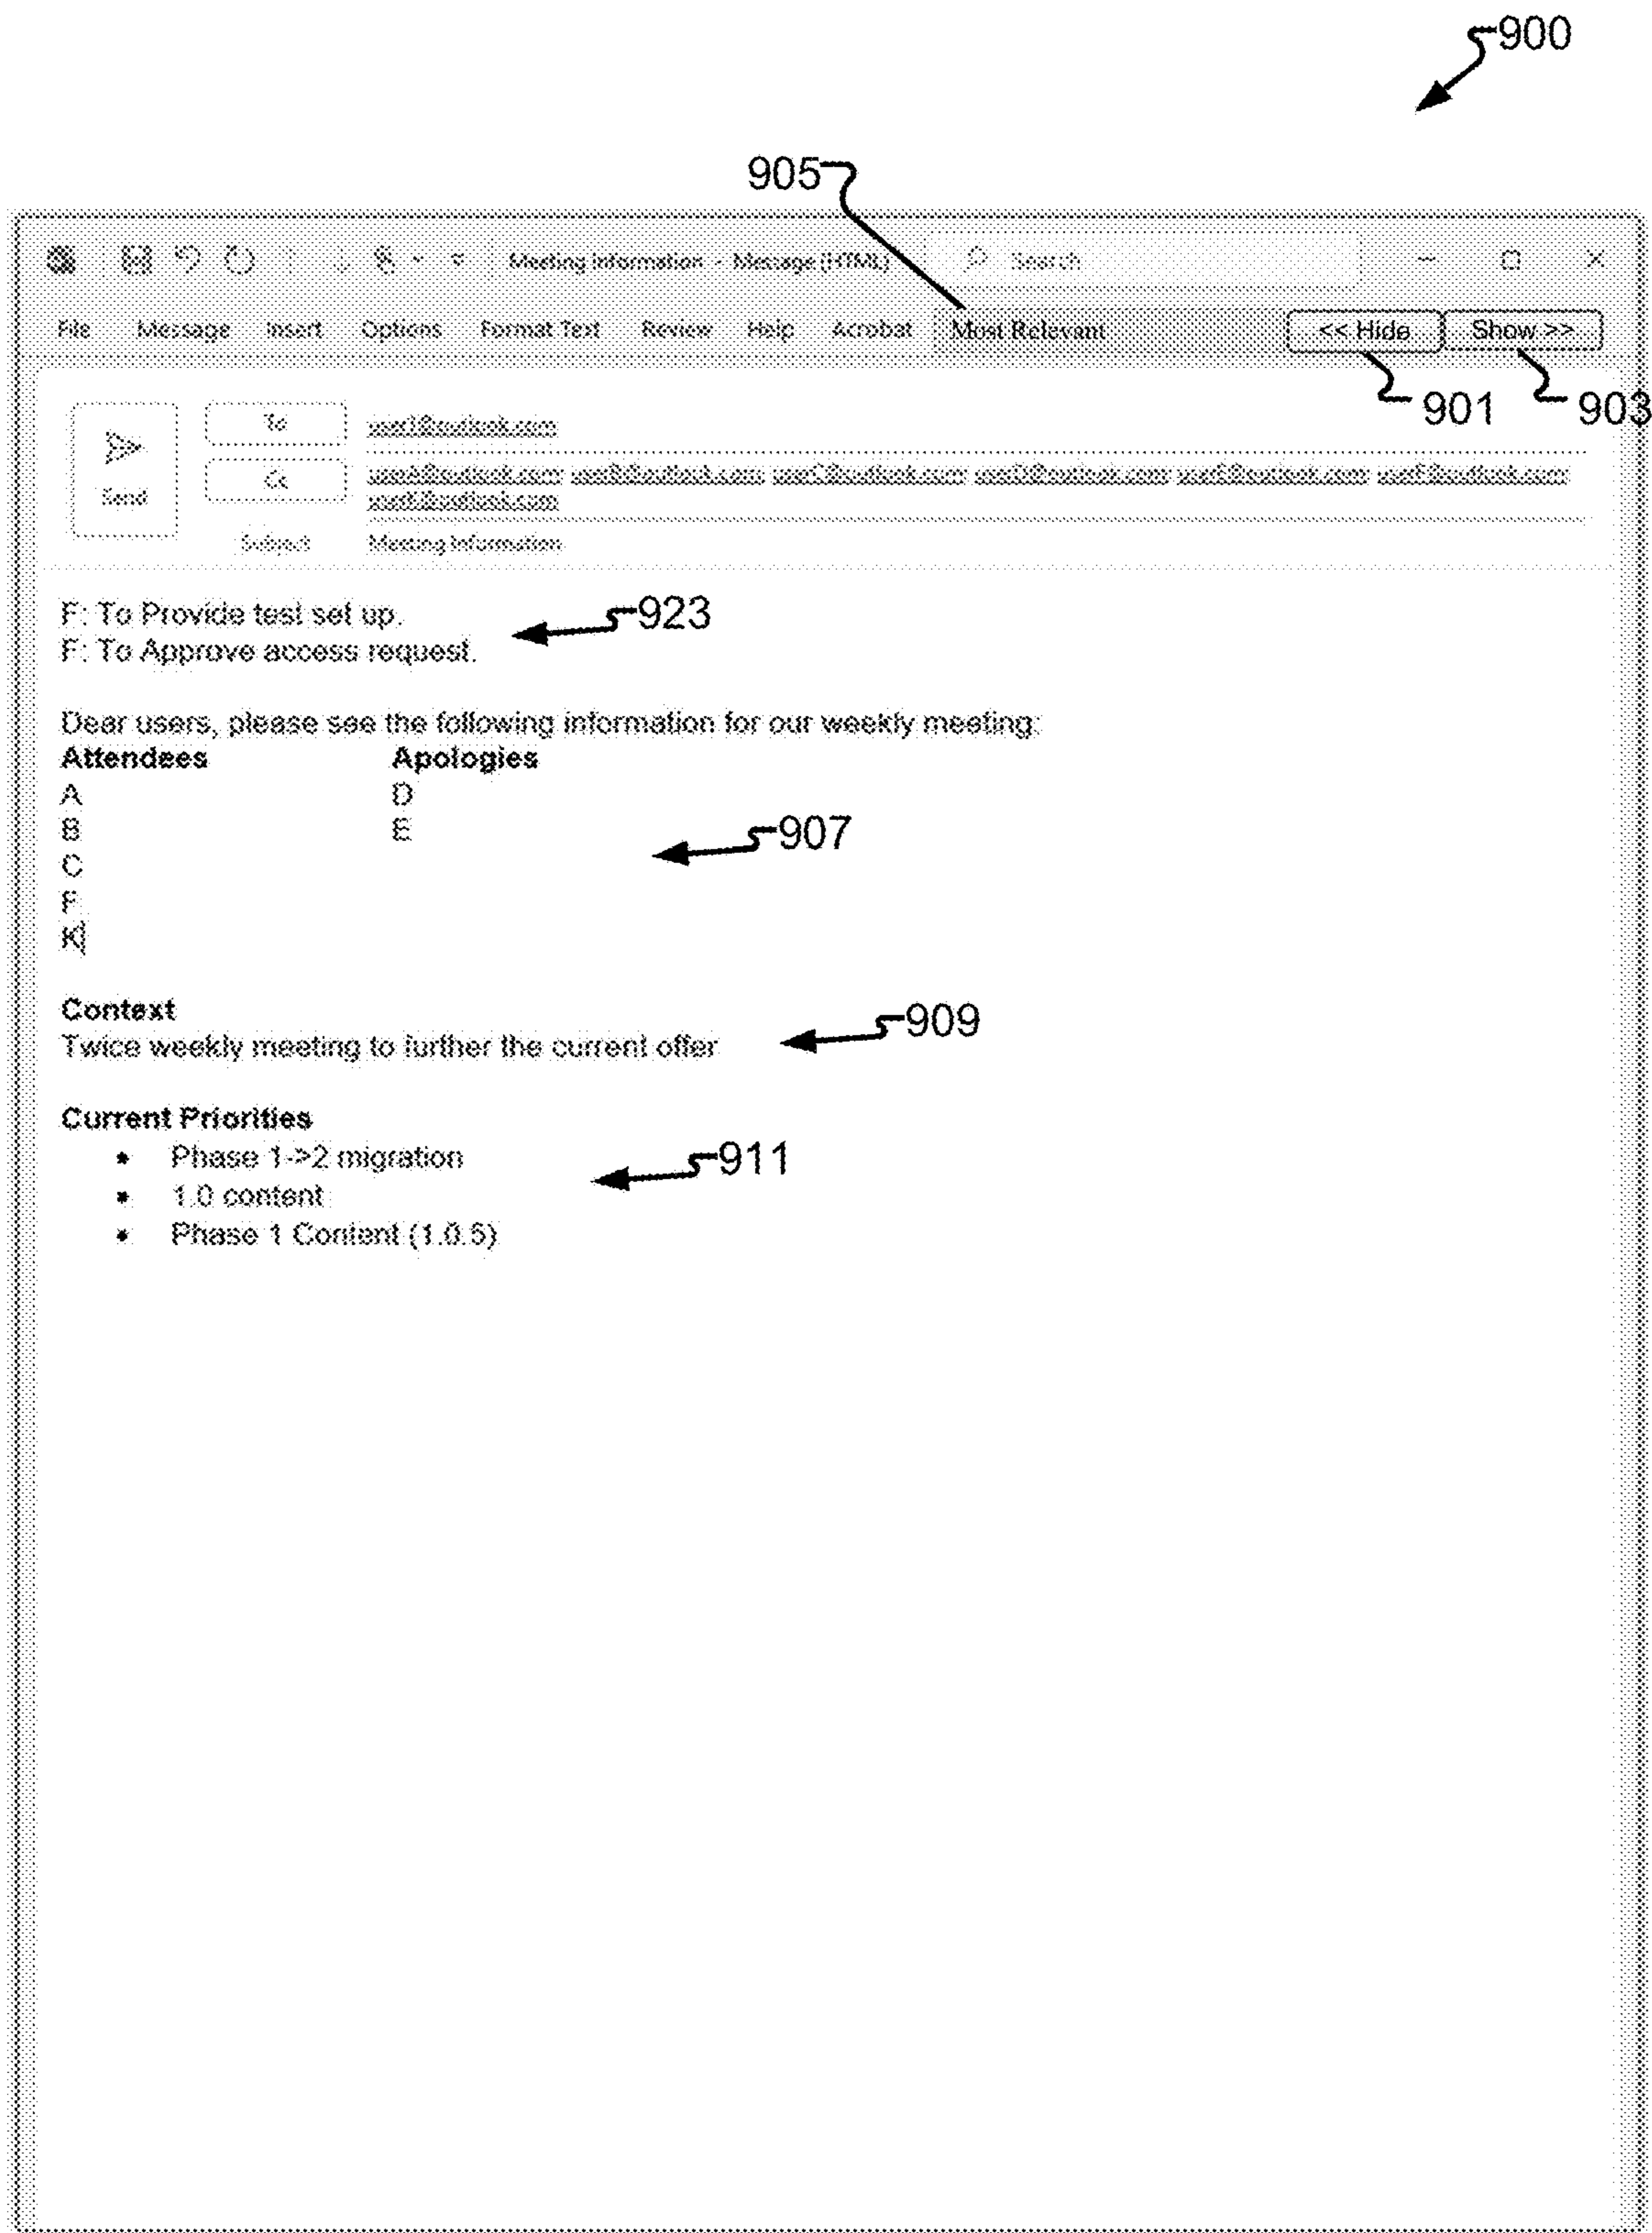 900
905
Meeting Information - Message (HTML) Search
File Message Insert Options Format Text Review Help Acrobat Most Relevant << Hide Show >>
901 903
To user1@outlook.com
Send Cc
Subject Meeting Information
F: To Provide test set up. 923
F: To Approve access request.
Dear users, please see the following information for our weekly meeting:
Attendees Apologies
A D
B E 907
C
F
K
Context 909
Twice weekly meeting to further the current offer
Current Priorities
• Phase 1->2 migration 911
• 1.0 content
• Phase 1 Content (1.0.5)